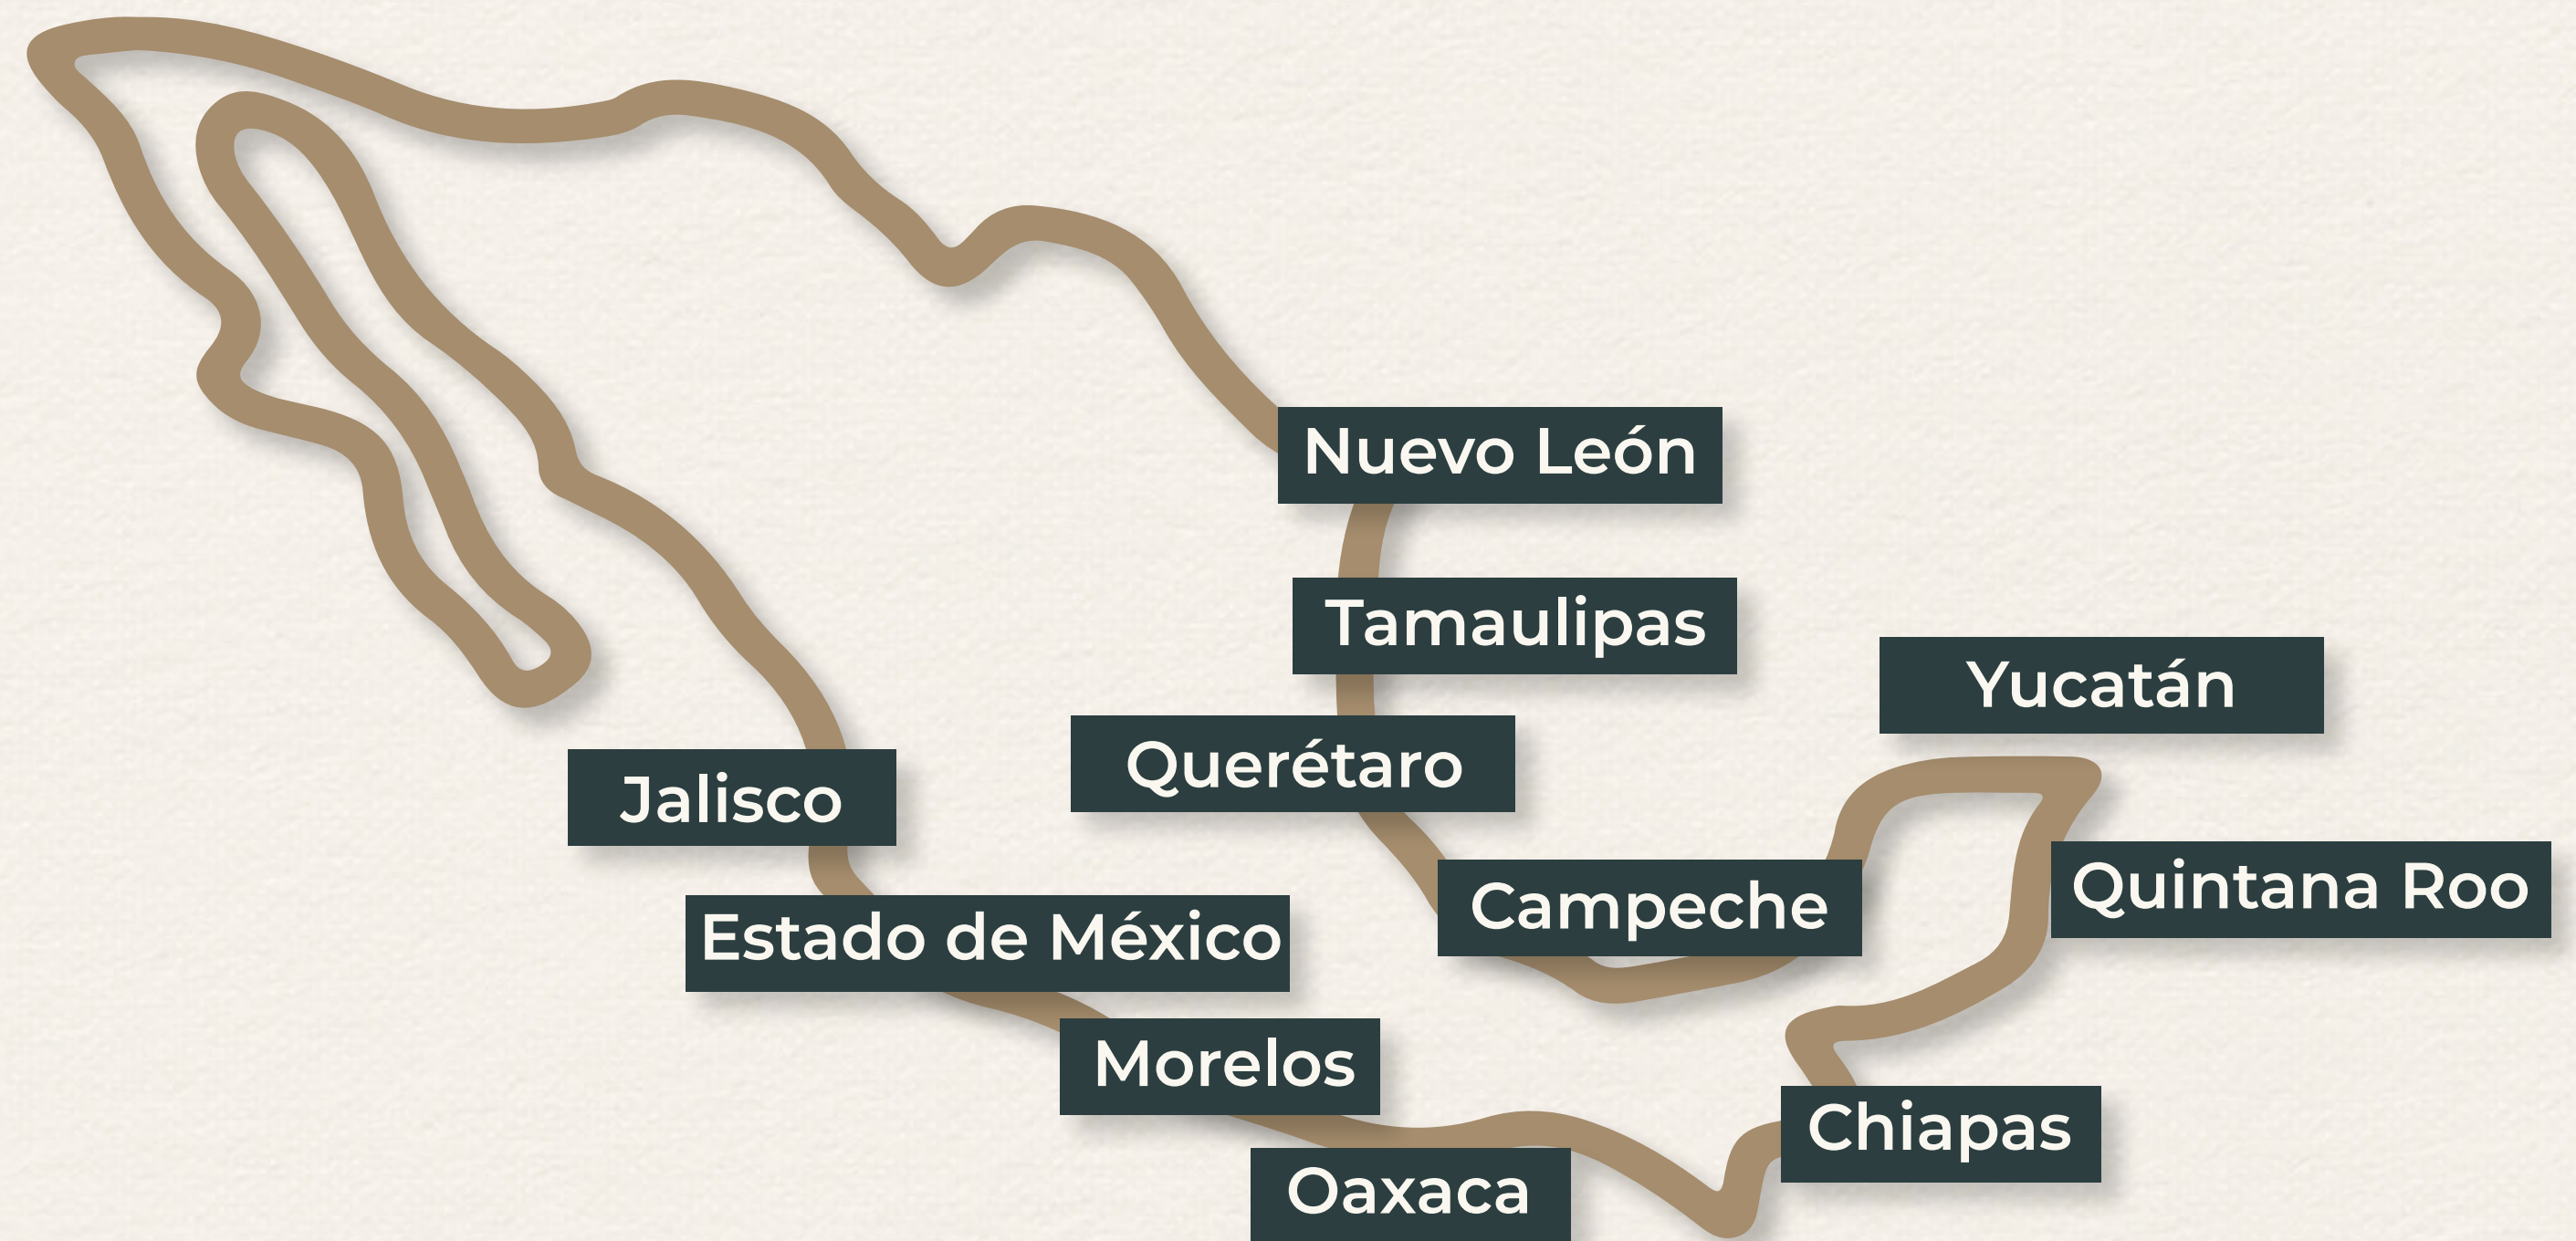 Nuevo León
Tamaulipas
Yucatán
Querétaro
Jalisco
Quintana Roo
Campeche
Estado de México
Morelos
Chiapas
Oaxaca